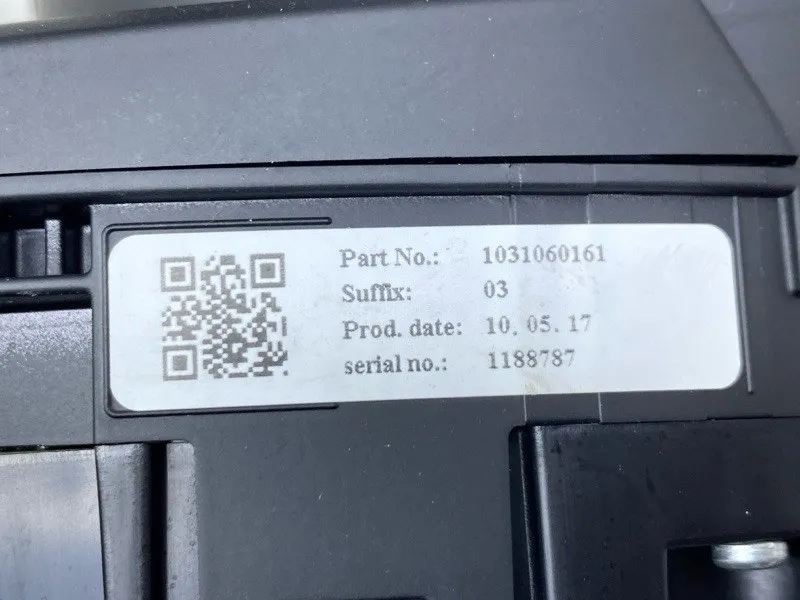 Part No.: 1031060161
Suffix: 03
Prod. date: 10. 05. 17
serial no.: 1188787